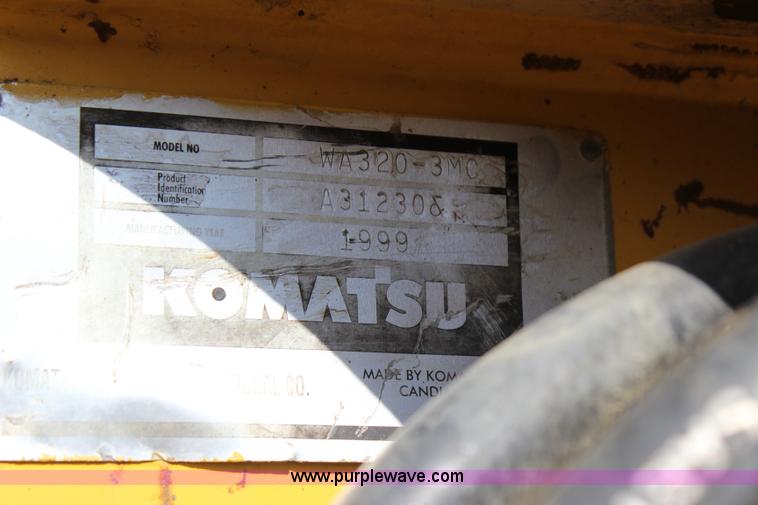 MODEL NO WA320-3MC
Product Identification Number A31230&
MANUFACTURING YEAR 1999
KOMATSU
KOMAT IONAL CO.
MADE BY KOM
CAND
www.purplewave.com